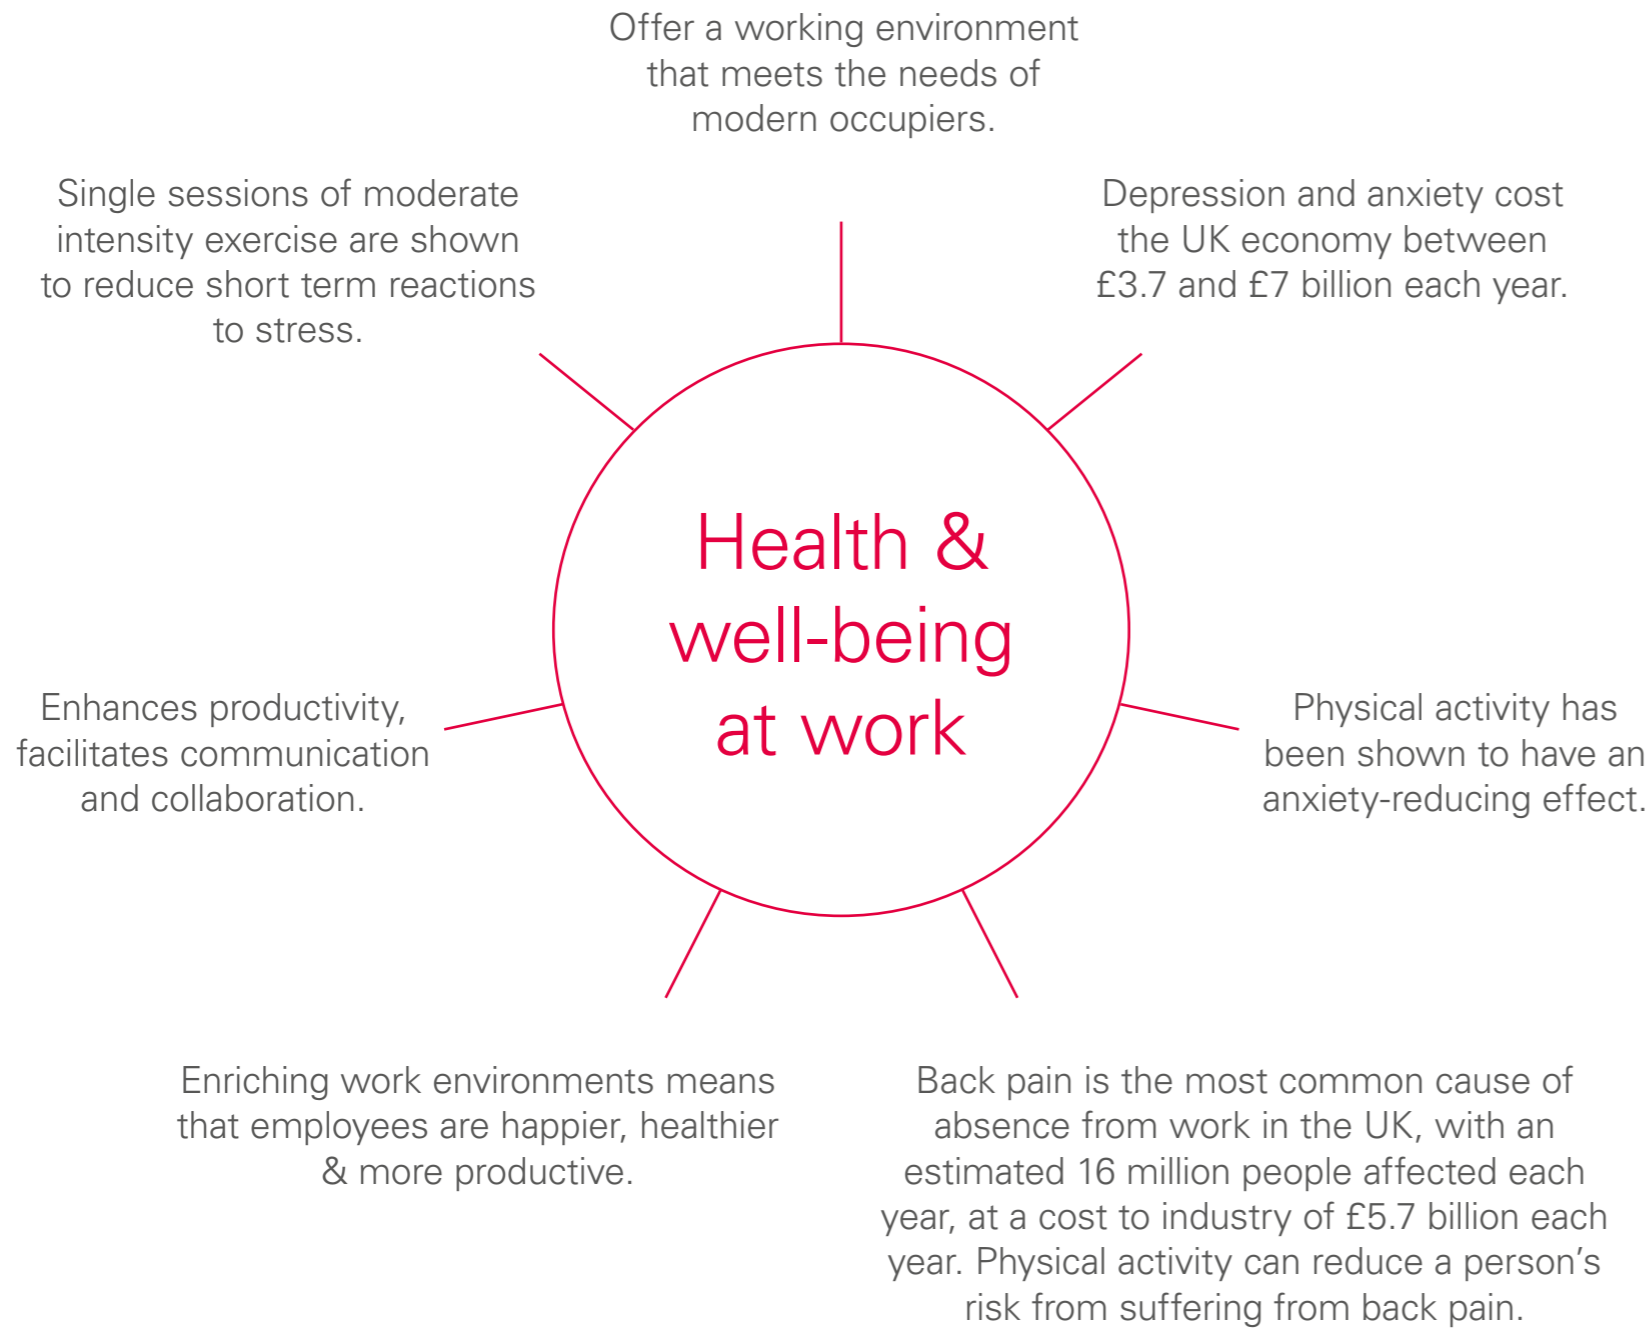 Offer a working environment
that meets the needs of
modern occupiers.
Single sessions of moderate
intensity exercise are shown
to reduce short term reactions
to stress.
Depression and anxiety cost
the UK economy between
£3.7 and £7 billion each year.
Health &
well-being
at work
Enhances productivity,
facilitates communication
and collaboration.
Physical activity has
been shown to have an
anxiety-reducing effect.
Enriching work environments means
that employees are happier, healthier
& more productive.
Back pain is the most common cause of
absence from work in the UK, with an
estimated 16 million people affected each
year, at a cost to industry of £5.7 billion each
year. Physical activity can reduce a person’s
risk from suffering from back pain.